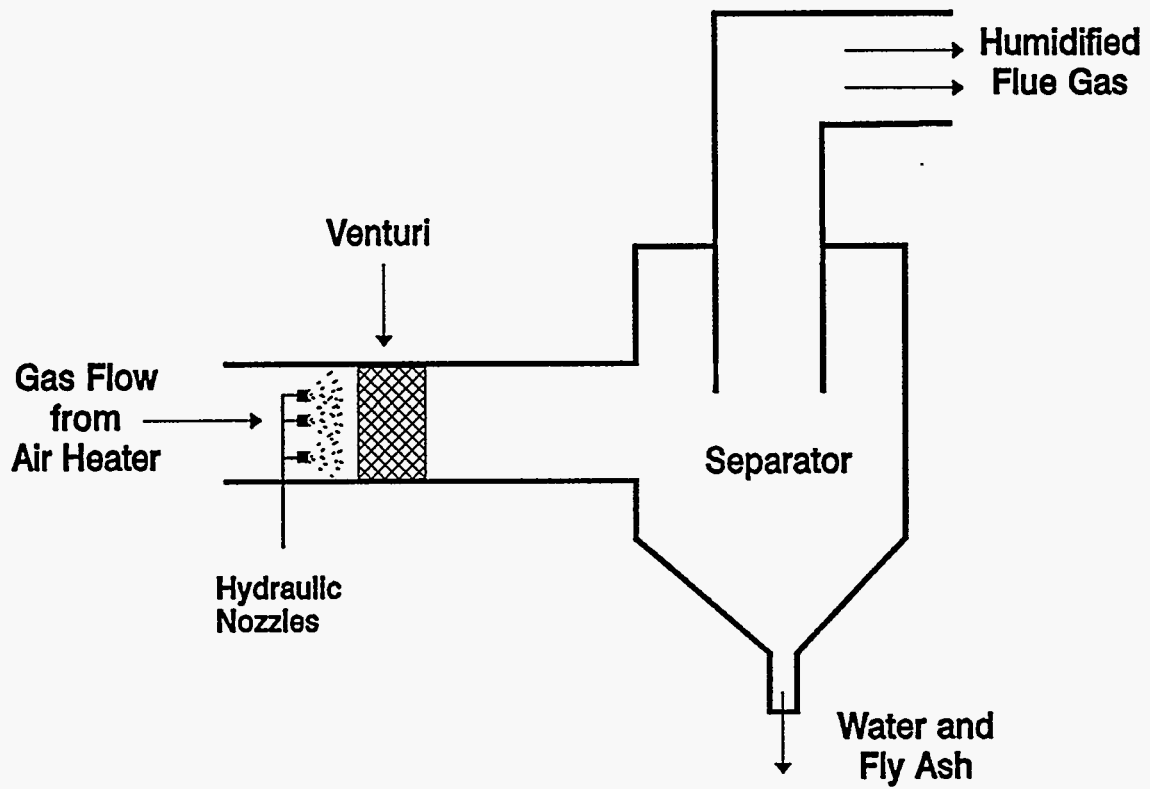 Humidified
Flue Gas
Venturi
Gas Flow
from
Air Heater
Separator
Hydraulic
Nozzles
Water and
Fly Ash